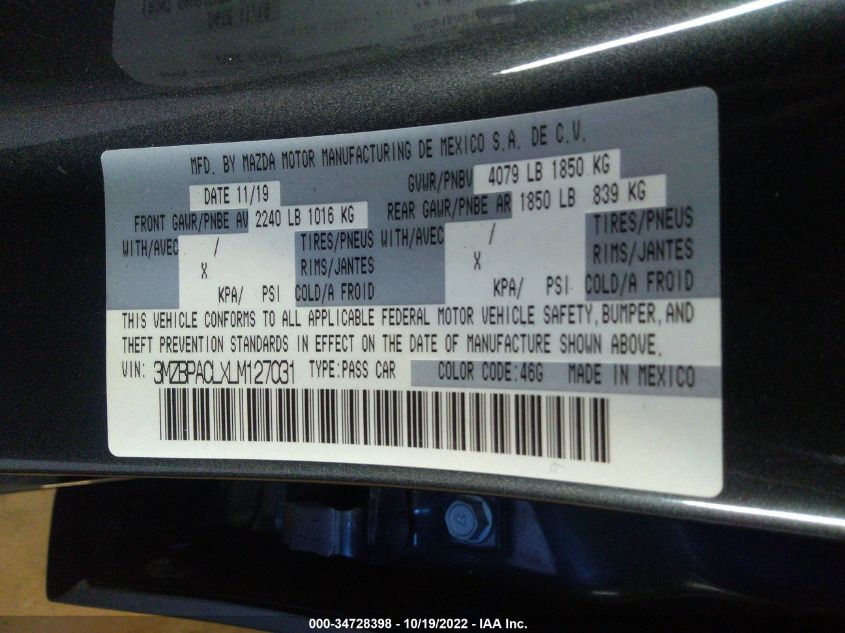 MFD. BY MAZDA MOTOR MANUFACTURING DE MEXICO S.A. DE C.V.
DATE 11/19 GVWR/PNBV 4079 LB 1850 KG
FRONT GAWR/PNBE AV 2240 LB 1016 KG REAR GAWR/PNBE AR 1850 LB 839 KG
WITH/AVEC / TIRES/PNEUS WITH/AVEC / TIRES/PNEUS
X RIMS/JANTES X RIMS/JANTES
KPA/ PSI COLD/A FROID KPA/ PSI COLD/A FROID
THIS VEHICLE CONFORMS TO ALL APPLICABLE FEDERAL MOTOR VEHICLE SAFETY, BUMPER, AND
THEFT PREVENTION STANDARDS IN EFFECT ON THE DATE OF MANUFACTURE SHOWN ABOVE.
VIN: 3MZBPACLXLM127031 TYPE:PASS CAR COLOR CODE:46G MADE IN MEXICO
000-34728398 - 10/19/2022 - IAA Inc.